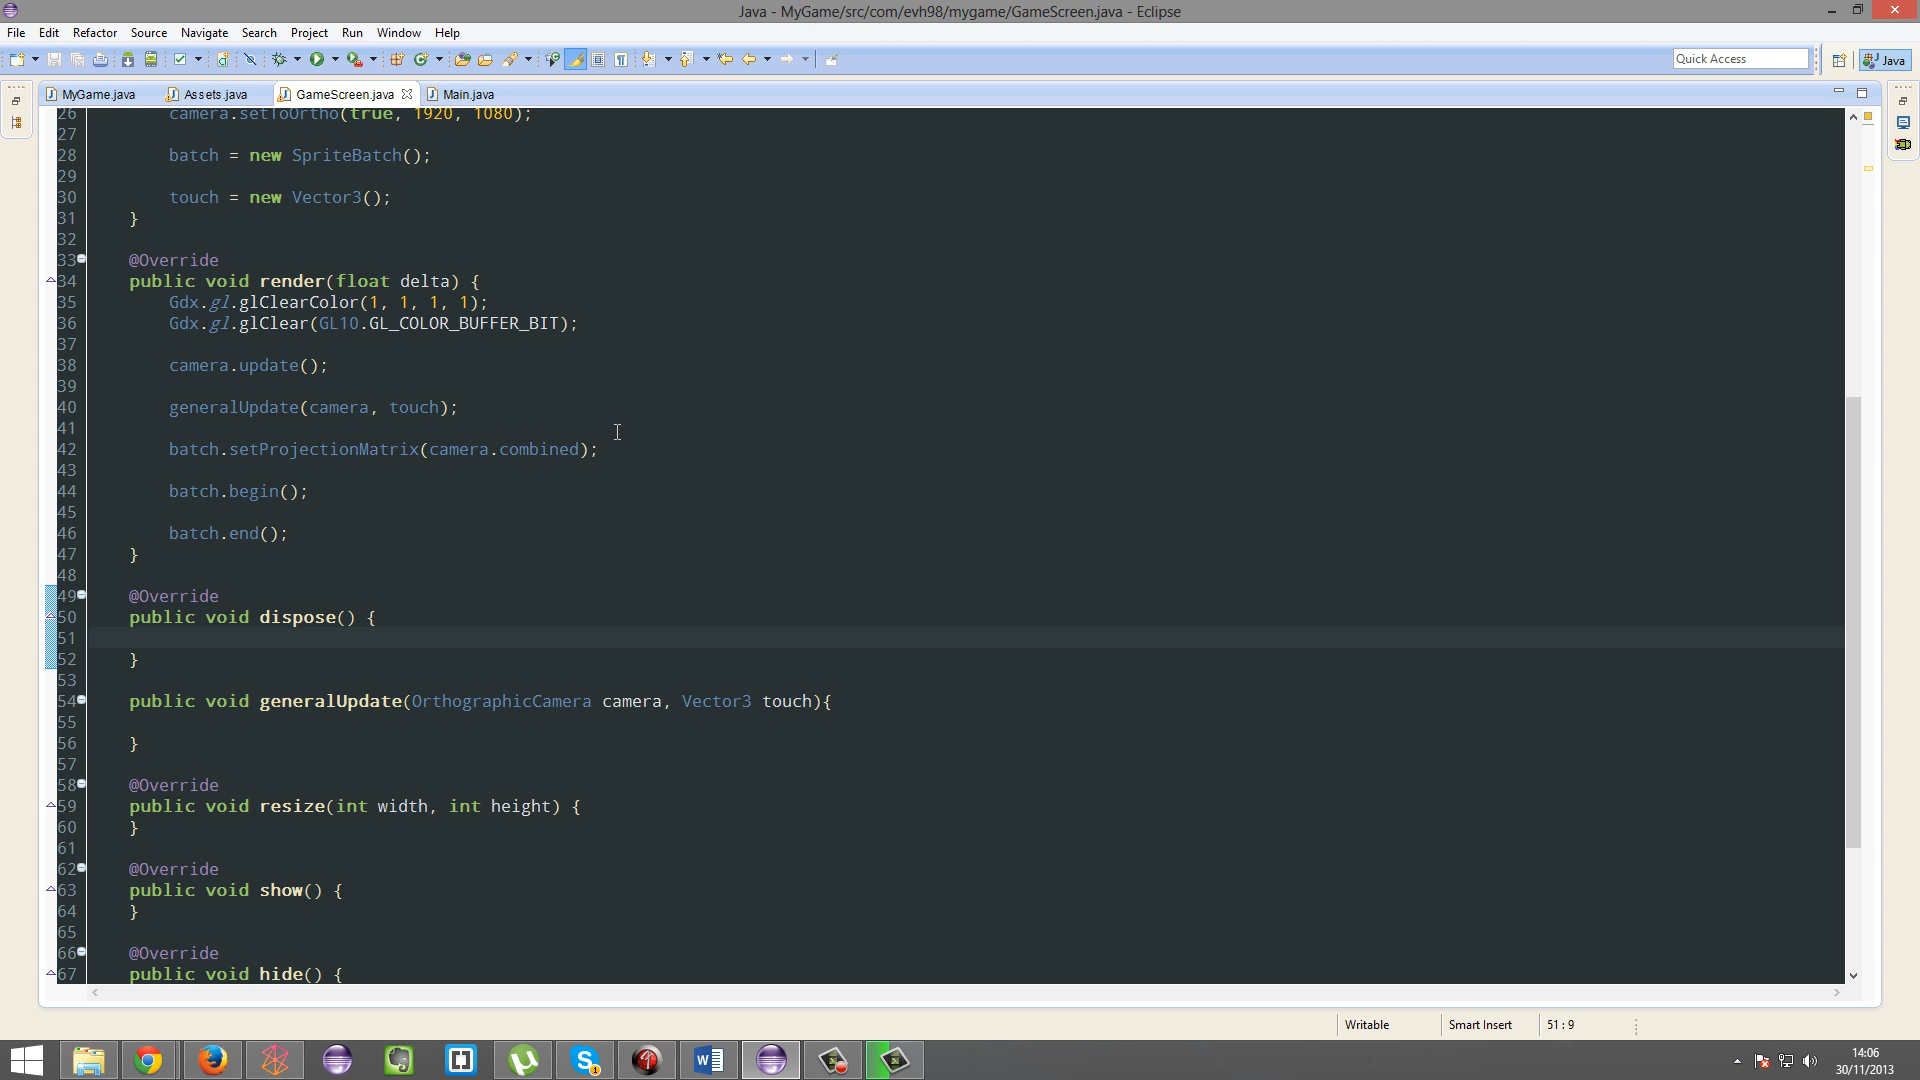 Java - MyGame/src/com/evh98/mygame/GameScreen.java - Eclipse
File Edit Refactor Source Navigate Search Project Run Window Help
Quick Access
Java
MyGame.java Assets.java GameScreen.java Main.java
26 camera.setToOrtho(true, 1920, 1080);
27
28 batch = new SpriteBatch();
29
30 touch = new Vector3();
31 }
32
33 @Override
34 public void render(float delta) {
35 Gdx.gl.glClearColor(1, 1, 1, 1);
36 Gdx.gl.glClear(GL10.GL_COLOR_BUFFER_BIT);
37
38 camera.update();
39
40 generalUpdate(camera, touch);
41
42 batch.setProjectionMatrix(camera.combined);
43
44 batch.begin();
45
46 batch.end();
47 }
48
49 @Override
50 public void dispose() {
51
52 }
53
54 public void generalUpdate(OrthographicCamera camera, Vector3 touch){
55
56 }
57
58 @Override
59 public void resize(int width, int height) {
60 }
61
62 @Override
63 public void show() {
64 }
65
66 @Override
67 public void hide() {
Writable Smart Insert 51 : 9
14:06
30/11/2013